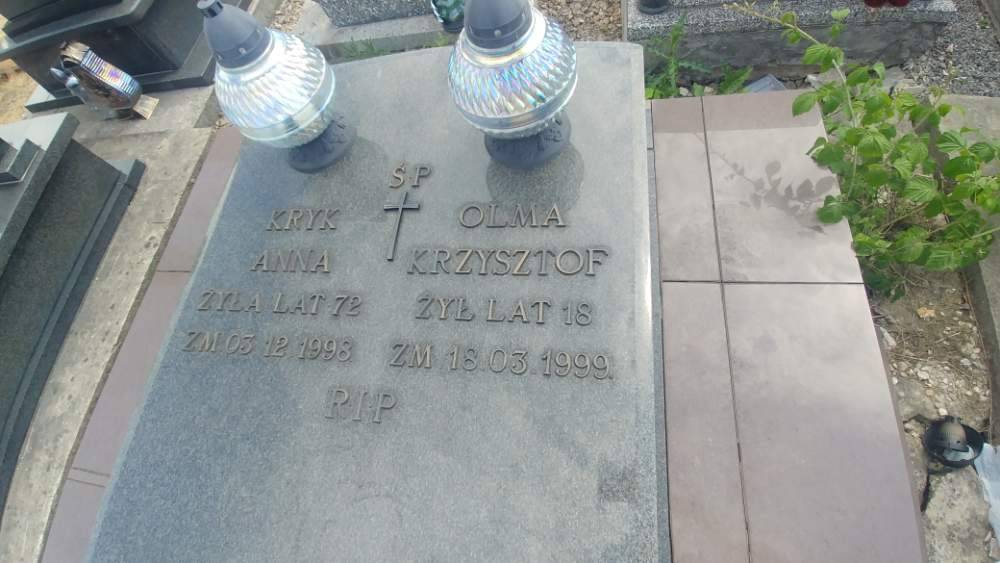 ŚP
KRYK
ANNA
ŻYŁA LAT 72
ZM 03 12 1998
OLMA
KRZYSZTOF
ŻYŁ LAT 18
ZM 18.03.1999.
RIP